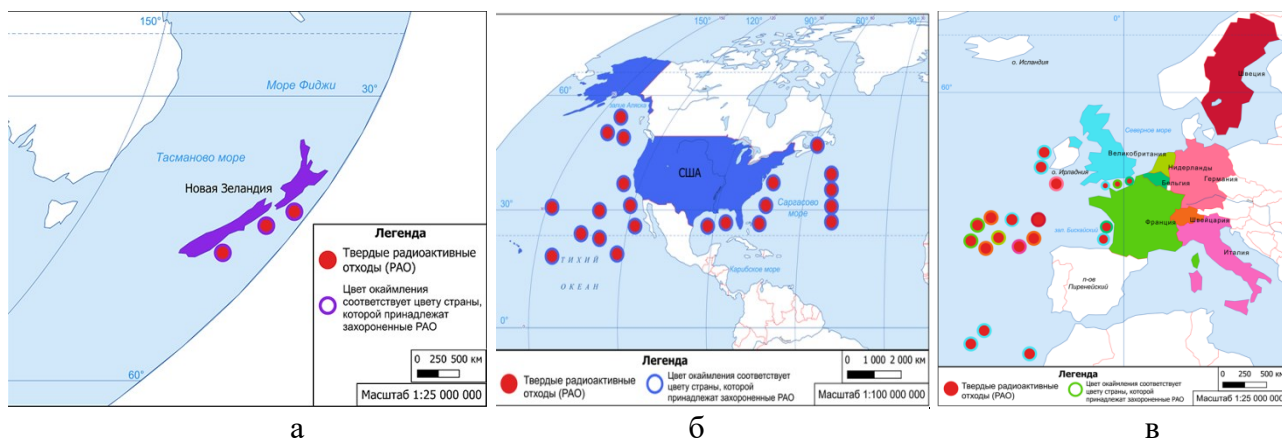 150°
Море Фиджи
30°
Тасманово море
Новая Зеландия
60°
Легенда
Твердые радиоактивные
отходы (РАО)
Цвет окаймления
соответствует цвету страны,
которой принадлежат
захороненные РАО
0 250 500 км
Масштаб 1:25 000 000
а
150°
120°
90°
60°
30°
60°
США
Саргасово
море
30°
ТИХИЙ
ОКЕАН
Карибское море
0°
Легенда
Твердые радиоактивные
отходы (РАО)
Цвет окаймления соответствует
цвету страны, которой
принадлежат захороненные РАО
0 1 000 2 000 км
Масштаб 1:100 000 000
б
0°
о. Исландия
60°
Швеция
Северное море
Велакобритания
о. Ирландия
Нидерланды
Германия
Бельгия
Франция
Швейцария
Италия
п-ов
Пиренейский
Легенда
Твердые радиоактивные
отходы (РАО)
Цвет окаймления соответствует
цвету страны, которой
принадлежат захороненные РАО
0 250 500 км
Масштаб 1:25 000 000
в